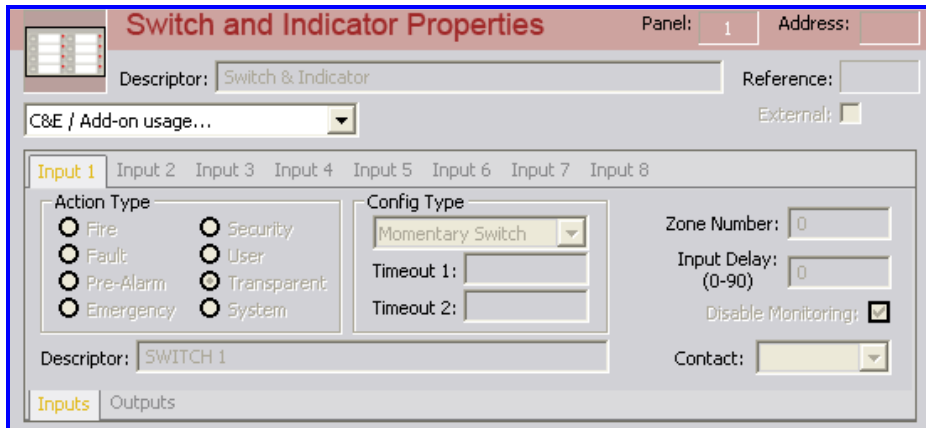 Switch and Indicator Properties Panel: 1 Address:
Descriptor: Switch & Indicator Reference:
C&E / Add-on usage... External:
Input 1 Input 2 Input 3 Input 4 Input 5 Input 6 Input 7 Input 8
Action Type Config Type
Fire Security Momentary Switch Zone Number: 0
Fault User Timeout 1: Input Delay: 0
(0-90)
Pre-Alarm Transparent
Emergency System Timeout 2: Disable Monitoring:
Descriptor: SWITCH 1 Contact:
Inputs Outputs